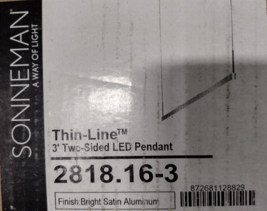 SONNEMAN
A WAY OF LIGHT
Thin-Line™
3' Two-Sided LED Pendant
2818.16-3
Finish:Bright Satin Aluminum
872681128829